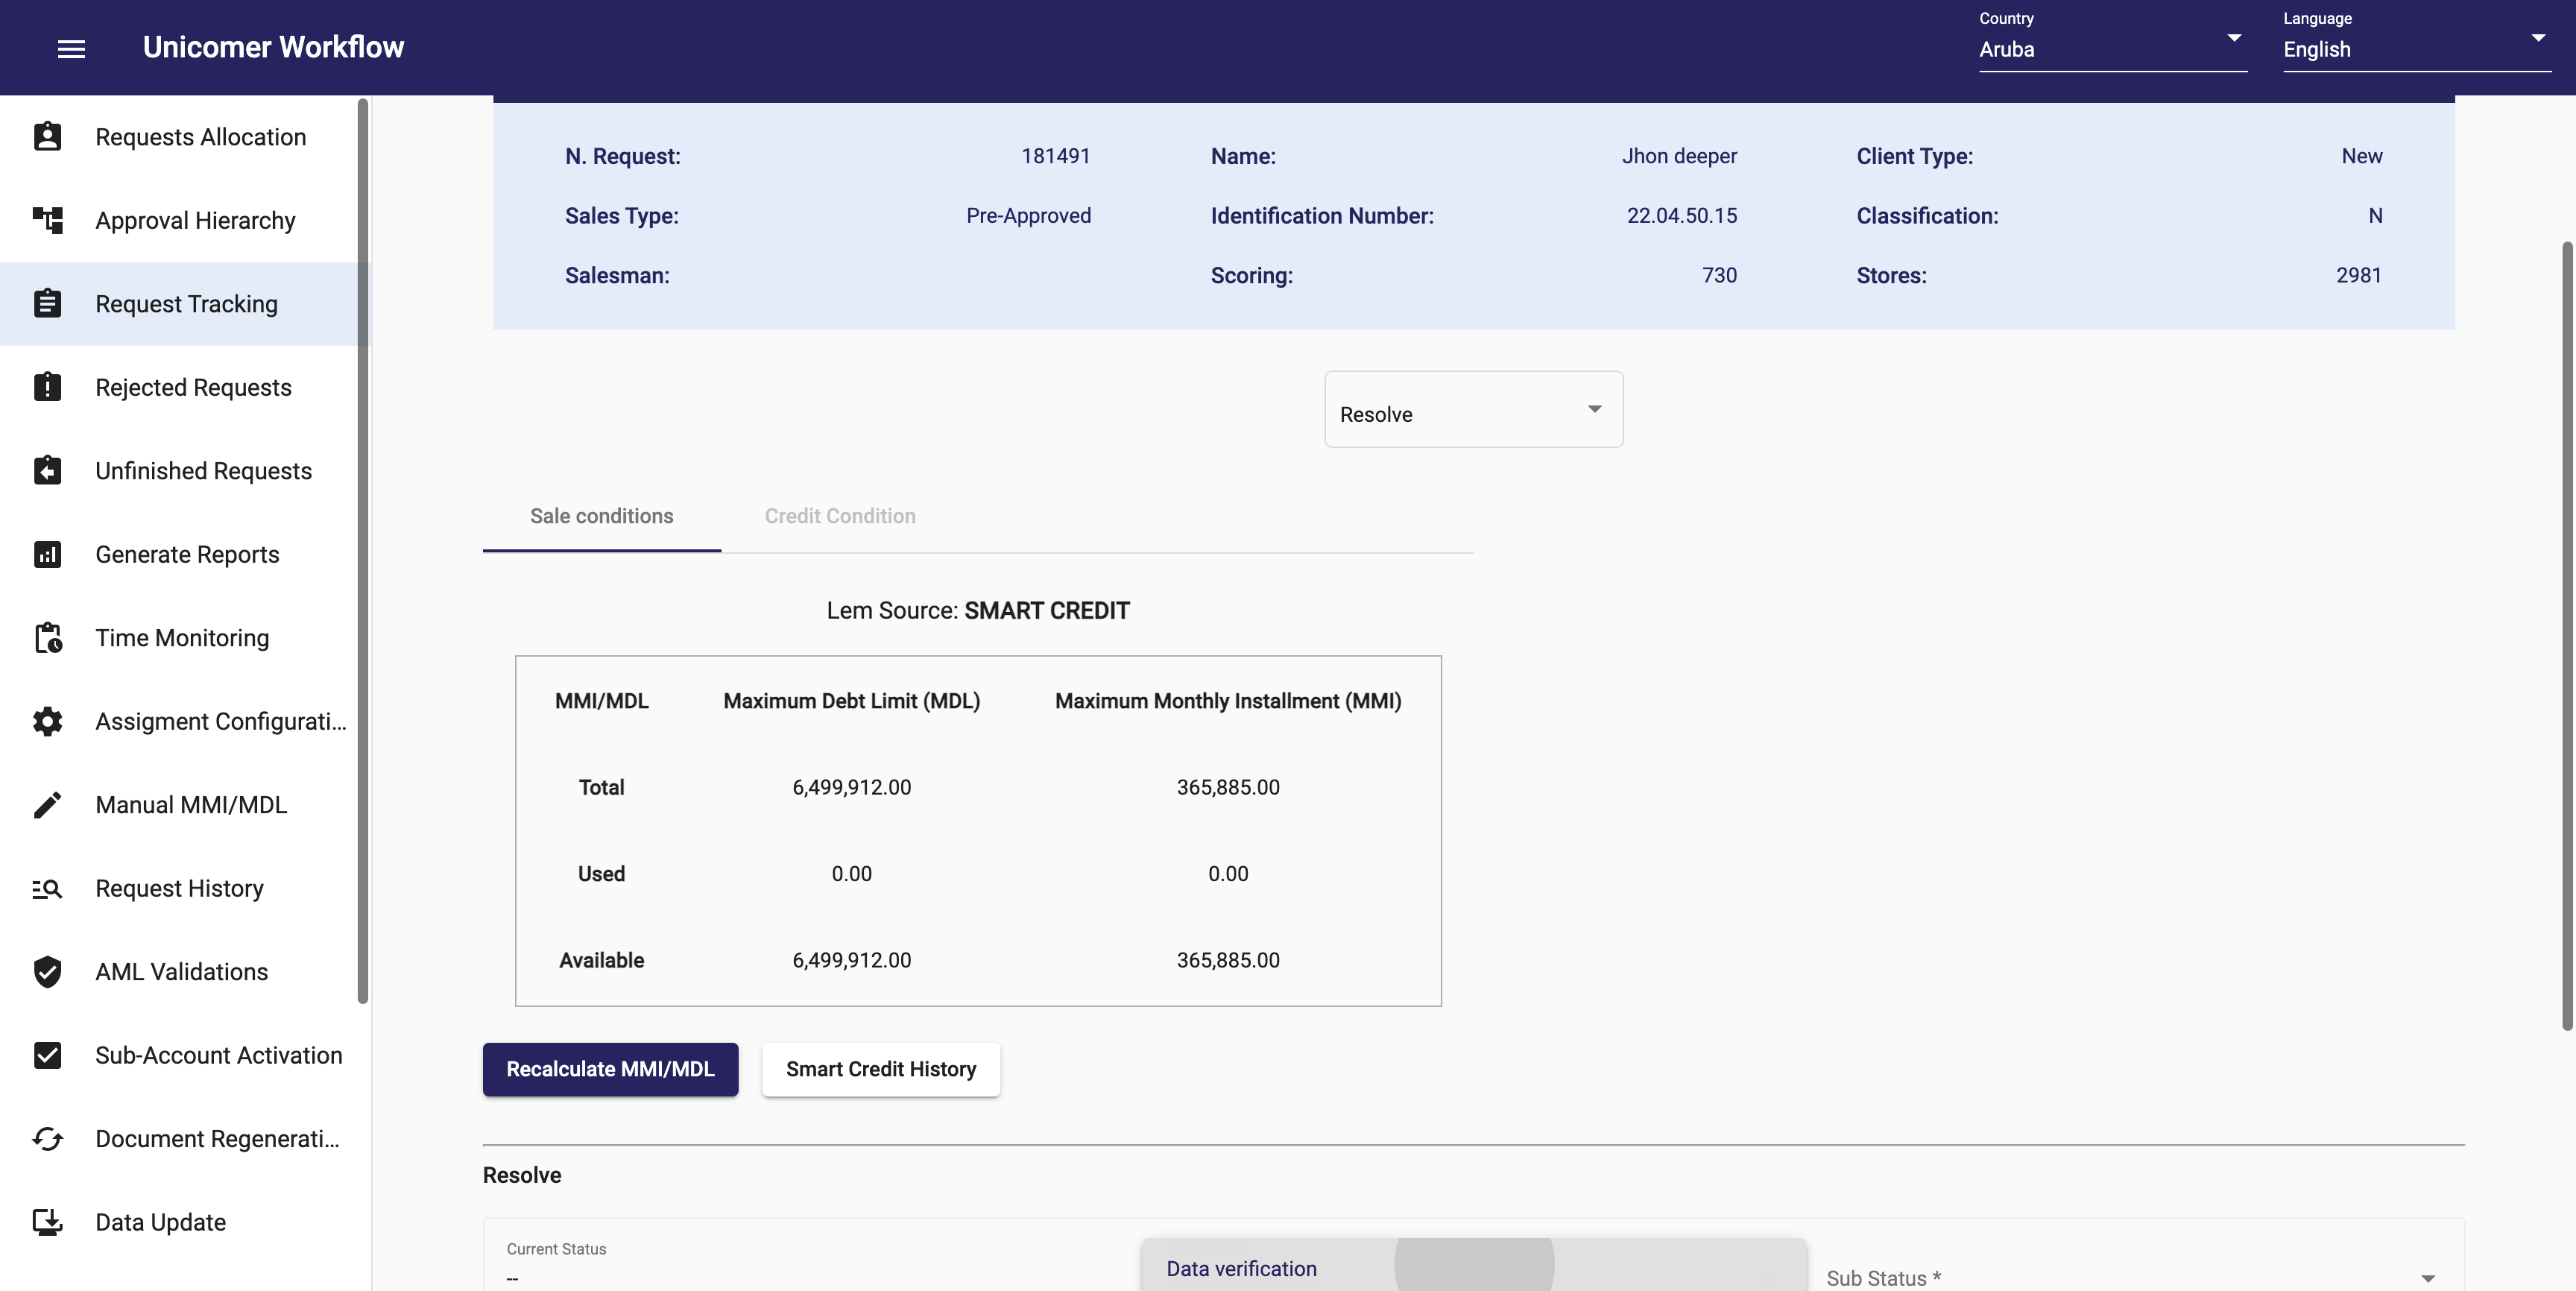 Unicomer Workflow
Country
Aruba
Language
English
Requests Allocation
Approval Hierarchy
Request Tracking
Rejected Requests
Unfinished Requests
Generate Reports
Time Monitoring
Assigment Configurati...
Manual MMI/MDL
Request History
AML Validations
Sub-Account Activation
Document Regenerati...
Data Update
N. Request: 181491 Name: Jhon deeper Client Type: New
Sales Type: Pre-Approved Identification Number: 22.04.50.15 Classification: N
Salesman: Scoring: 730 Stores: 2981
Resolve
Sale conditions Credit Condition
Lem Source: SMART CREDIT
MMI/MDL Maximum Debt Limit (MDL) Maximum Monthly Installment (MMI)
Total 6,499,912.00 365,885.00
Used 0.00 0.00
Available 6,499,912.00 365,885.00
Recalculate MMI/MDL Smart Credit History
Resolve
Current Status
--
Data verification
Sub Status *